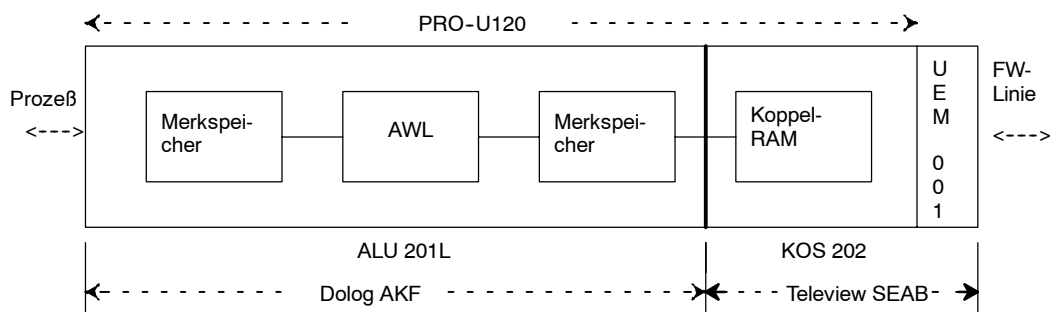 PRO-U120
Prozeß
Merkspei-
cher
AWL
Merkspei-
cher
Koppel-
RAM
U
E
M
0
0
1
FW-
Linie
ALU 201L
KOS 202
Dolog AKF
Teleview SEAB